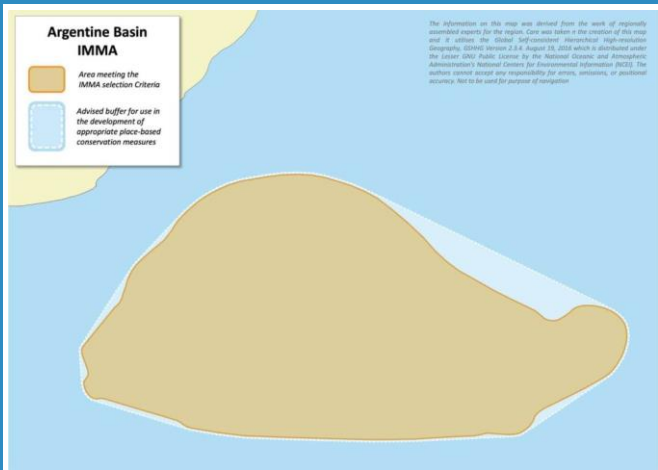 Argentine Basin
IMMA
Area meeting the
IMMA selection Criteria
Advised buffer for use in
the development of
appropriate place-based
conservation measures
The information on this map was derived from the work of regionally
assembled experts for the region. Care was taken in the creation of this map
and it utilises the Global Self-consistent Hierarchical High-resolution
Geography, GSHHG Version 2.3.6 August 19, 2016 which is distributed under
the Lesser GNU Public License by the National Oceanic and Atmospheric
Administration's National Centers for Environmental Information (NCEI). The
authors cannot accept any responsibility for errors, omissions, or positional
accuracy. Not to be used for purpose of navigation